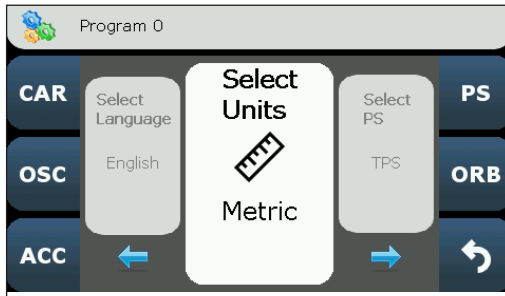 Program 0
CAR
OSC
ACC
Select
Language
English
Select
Units
Metric
Select
PS
TPS
PS
ORB